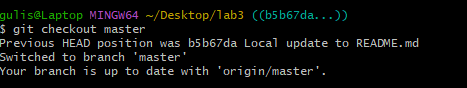 gulis@Laptop MINGW64 ~/Desktop/lab3 ((b5b67da...))
$ git checkout master
Previous HEAD position was b5b67da Local update to README.md
Switched to branch 'master'
Your branch is up to date with 'origin/master'.